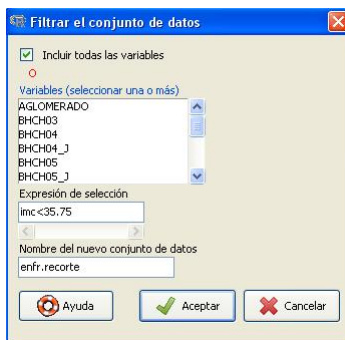 Filtrar el conjunto de datos
Incluir todas las variables
O
Variables (seleccionar una o más)
AGLOMERADO
BHCH03
BHCH04
BHCH04_J
BHCH05
BHCH05_J
Expresión de selección
imc<35.75
Nombre del nuevo conjunto de datos
enfr.recorte
Ayuda
Aceptar
Cancelar